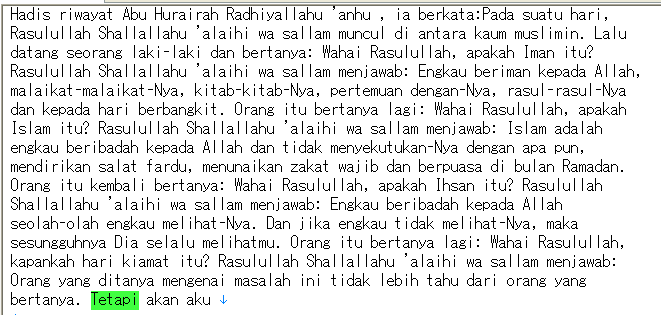 Hadis riwayat Abu Hurairah Radhiyallahu 'anhu , ia berkata:Pada suatu hari,
Rasulullah Shallallahu 'alaihi wa sallam muncul di antara kaum muslimin. Lalu
datang seorang laki-laki dan bertanya: Wahai Rasulullah, apakah Iman itu?
Rasulullah Shallallahu 'alaihi wa sallam menjawab: Engkau beriman kepada Allah,
malaikat-malaikat-Nya, kitab-kitab-Nya, pertemuan dengan-Nya, rasul-rasul-Nya
dan kepada hari berbangkit. Orang itu bertanya lagi: Wahai Rasulullah, apakah
Islam itu? Rasulullah Shallallahu 'alaihi wa sallam menjawab: Islam adalah
engkau beribadah kepada Allah dan tidak menyekutukan-Nya dengan apa pun,
mendirikan salat fardu, menunaikan zakat wajib dan berpuasa di bulan Ramadan.
Orang itu kembali bertanya: Wahai Rasulullah, apakah Ihsan itu? Rasulullah
Shallallahu 'alaihi wa sallam menjawab: Engkau beribadah kepada Allah
seolah-olah engkau melihat-Nya. Dan jika engkau tidak melihat-Nya, maka
sesungguhnya Dia selalu melihatmu. Orang itu bertanya lagi: Wahai Rasulullah,
kapankah hari kiamat itu? Rasulullah Shallallahu 'alaihi wa sallam menjawab:
Orang yang ditanya mengenai masalah ini tidak lebih tahu dari orang yang
bertanya. Tetapi akan aku ↓